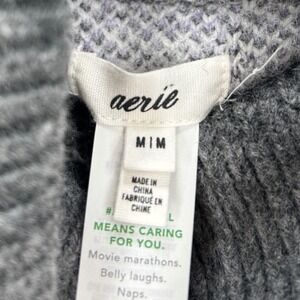 aerie
M|M
MADE IN
CHINA
FABRIQUÉ EN
CHINE
MEANS CARING
FOR YOU.
Movie marathons.
Belly laughs.
Naps.